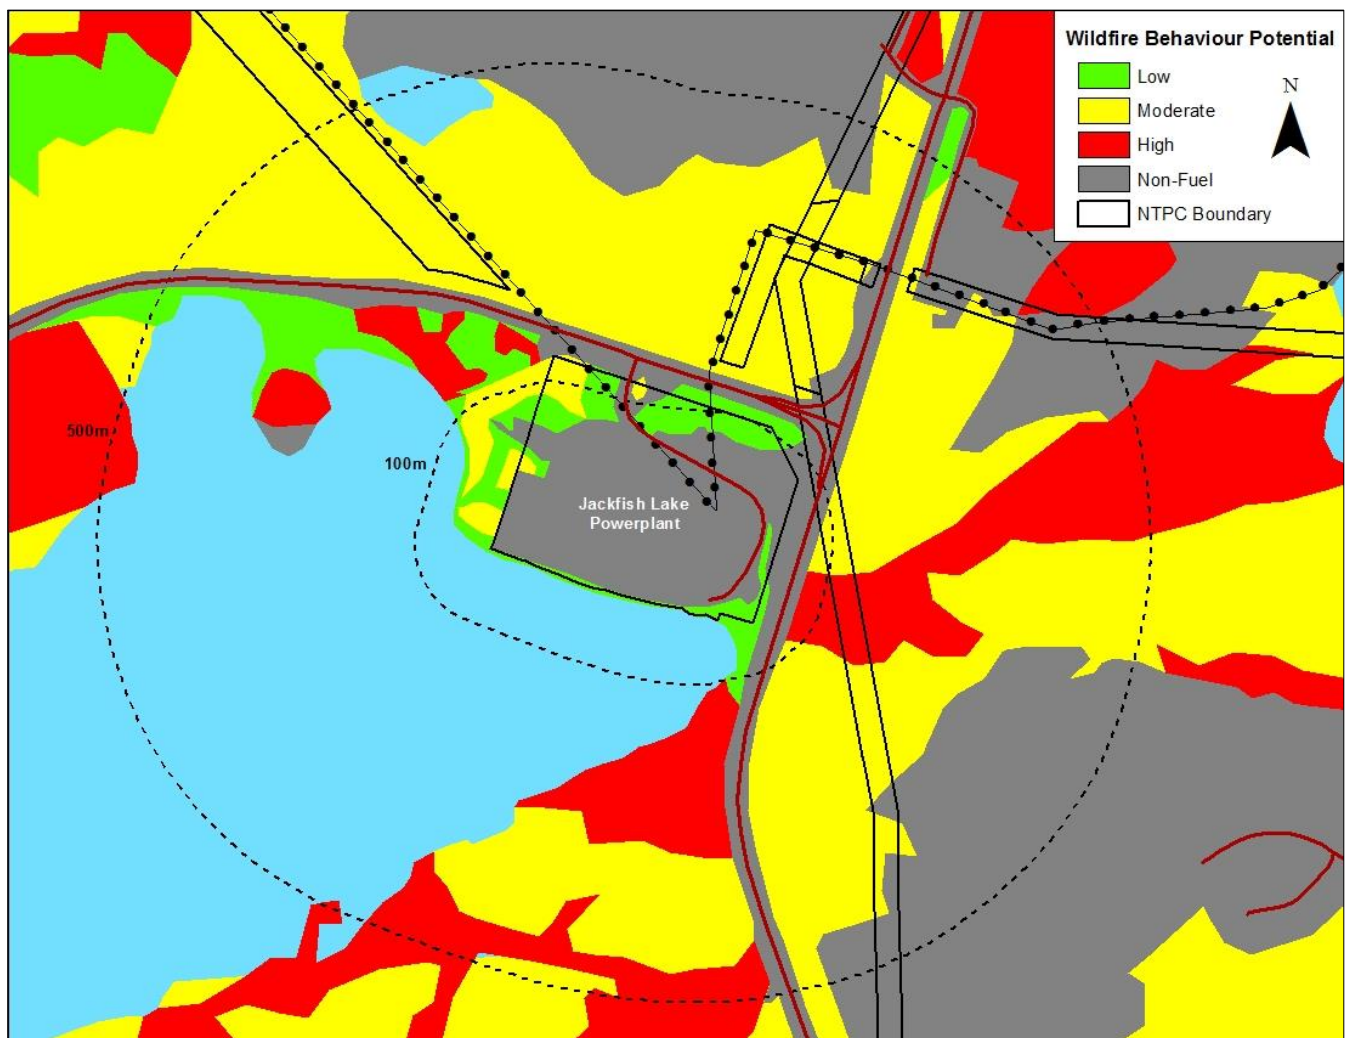 Wildfire Behaviour Potential
Low
Moderate
High
Non-Fuel
NTPC Boundary
N
500m
100m
Jackfish Lake
Powerplant